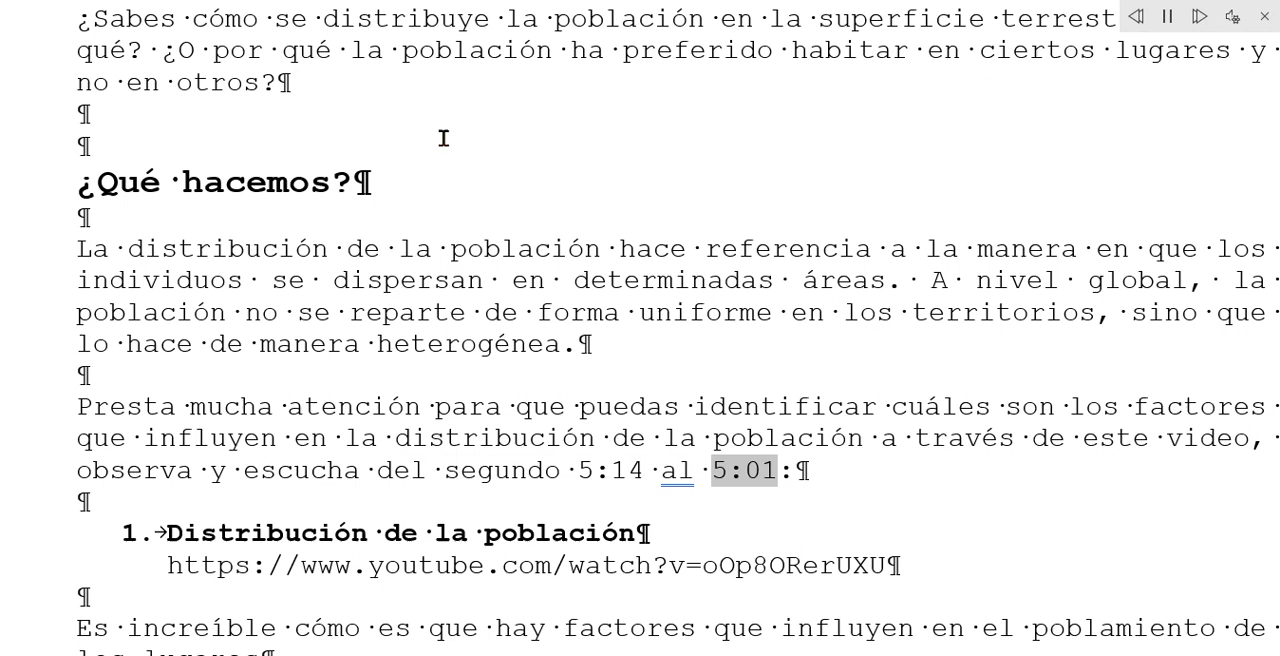 ¿Sabes cómo se distribuye la población en la superficie
qué? ¿O por qué la población ha preferido habitar en ciertos lugares y
no en otros?¶
¶
¶
¿Qué hacemos?¶
¶
La distribución de la población hace referencia a la manera en que los
individuos se dispersan en determinadas áreas. A nivel global, la
población no se reparte de forma uniforme en los territorios, sino que
lo hace de manera heterogénea.¶
¶
Presta mucha atención para que puedas identificar cuáles son los factores
que influyen en la distribución de la población a través de este video,
observa y escucha del segundo 5:14 al 5:01:¶
¶
1.→Distribución de la población¶
https://www.youtube.com/watch?v=oOp8ORerUXU¶
¶
Es increíble cómo es que hay factores que influyen en el poblamiento de